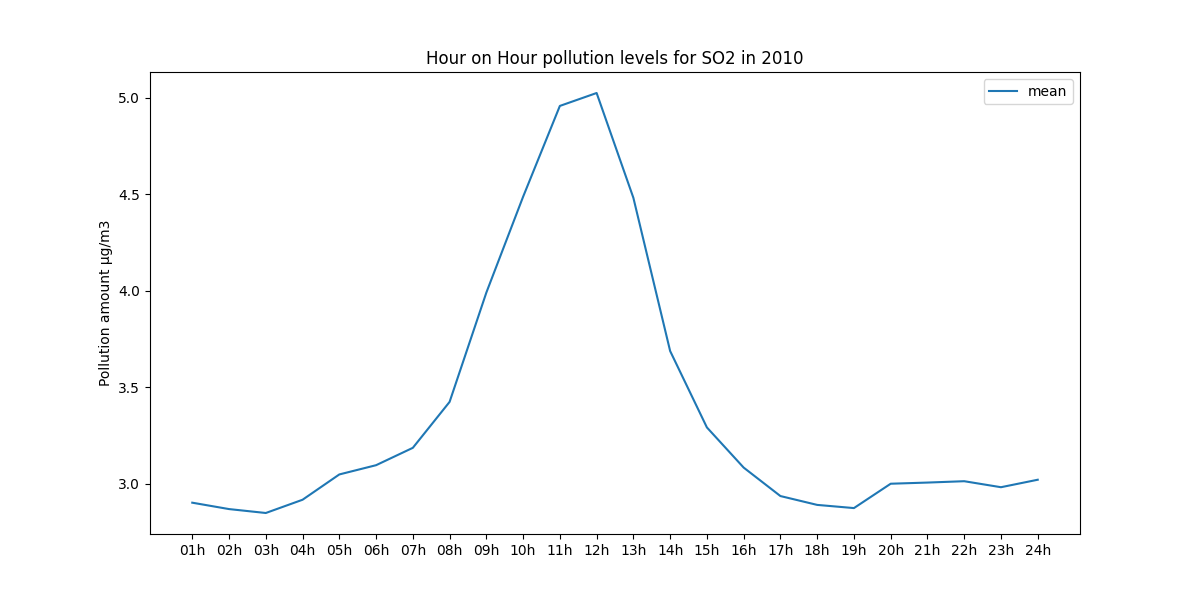 Hour on Hour pollution levels for SO2 in 2010
mean
Pollution amount µg/m3
5.0
4.5
4.0
3.5
3.0
01h 02h 03h 04h 05h 06h 07h 08h 09h 10h 11h 12h 13h 14h 15h 16h 17h 18h 19h 20h 21h 22h 23h 24h